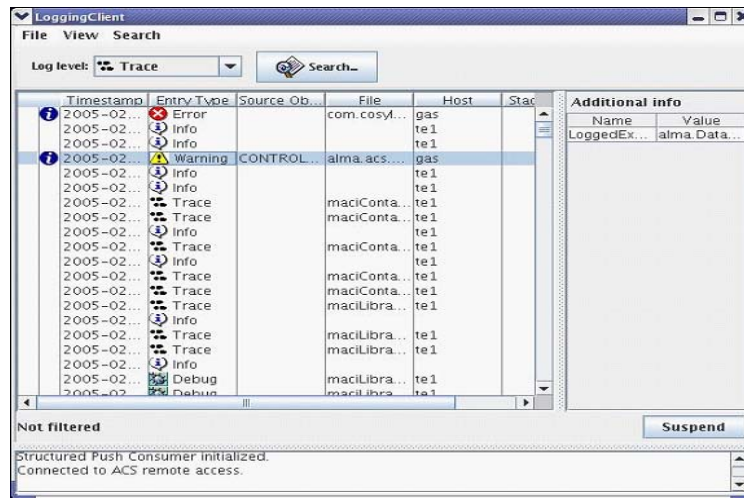 LoggingClient
File View Search
Log level: Trace Search...
Timestamp Entry Type Source Ob... File Host Stac
2005-02... Error com.cosyl... gas
2005-02... Info te1
2005-02... Info te1
2005-02... Warning CONTROL... alma.acs.... gas
2005-02... Info te1
2005-02... Info te1
2005-02... Trace maciConta... te1
2005-02... Trace maciConta... te1
2005-02... Info te1
2005-02... Trace maciConta... te1
2005-02... Info te1
2005-02... Trace maciConta... te1
2005-02... Trace maciConta... te1
2005-02... Trace maciLibra... te1
2005-02... Info te1
2005-02... Trace maciLibra... te1
2005-02... Trace maciLibra... te1
2005-02... Info te1
2005-02... Debug maciLibra... te1
2005-02... Debug maciLibra... te1
Additional info
Name Value
LoggedEx... alma.Data...
Not filtered Suspend
Structured Push Consumer initialized.
Connected to ACS remote access.